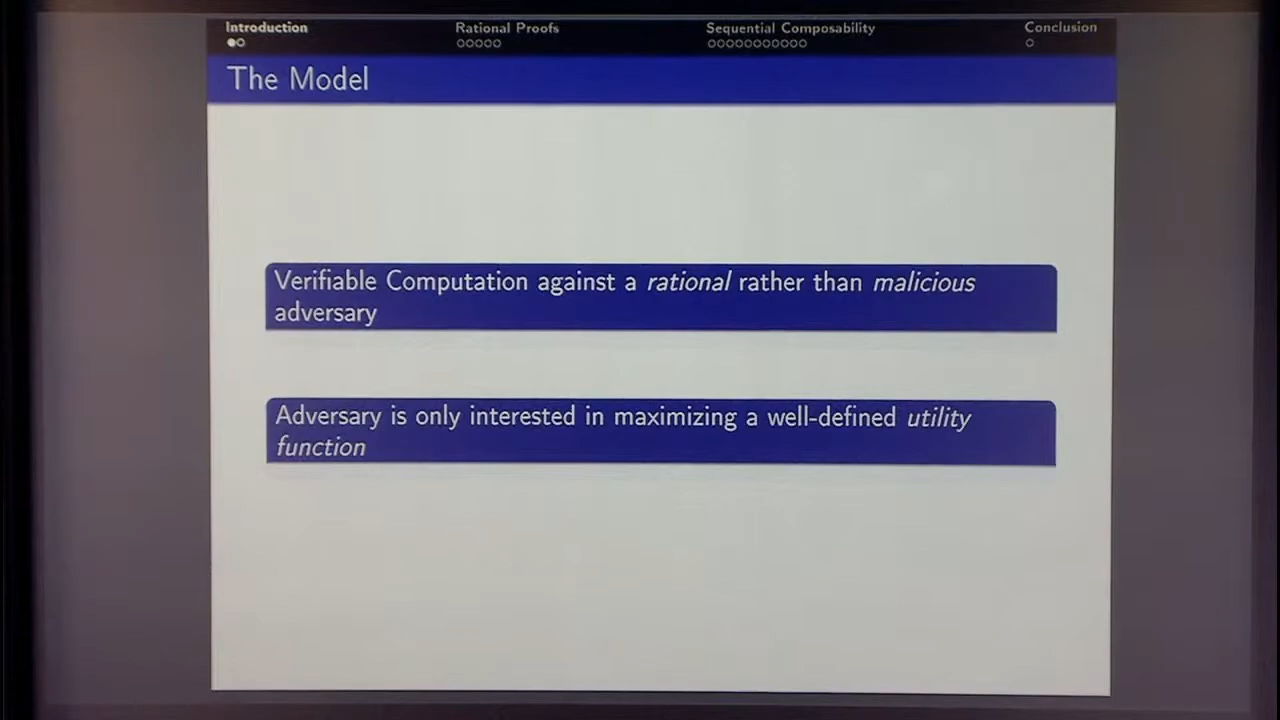 Introduction
Rational Proofs
Sequential Composability
Conclusion
The Model
Verifiable Computation against a rational rather than malicious
adversary
Adversary is only interested in maximizing a well-defined utility
function